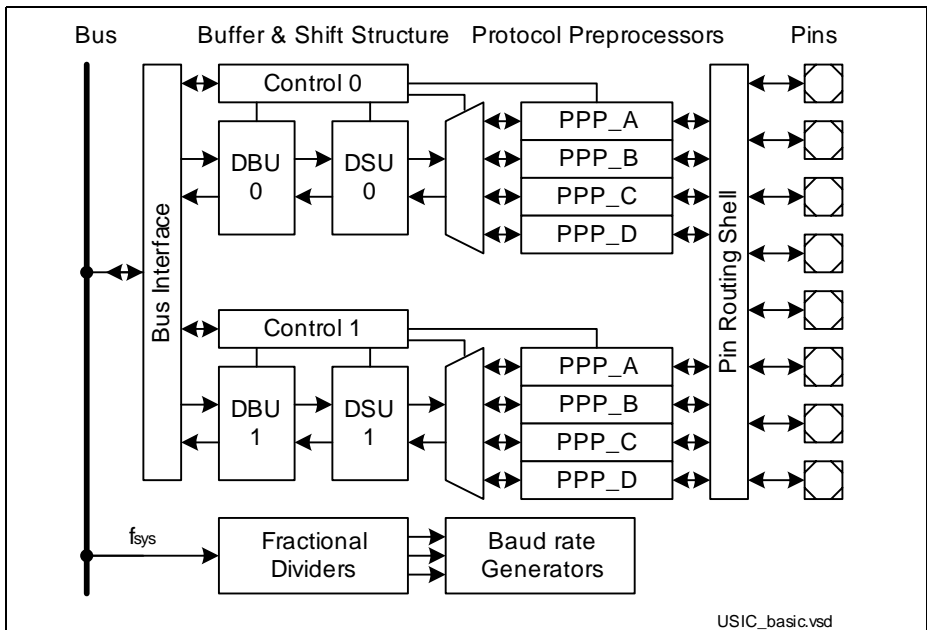 Bus Buffer & Shift Structure Protocol Preprocessors Pins
Bus Interface
Control 0
DBU
0
DSU
0
PPP_A
PPP_B
PPP_C
PPP_D
Pin Routing Shell
Control 1
DBU
1
DSU
1
PPP_A
PPP_B
PPP_C
PPP_D
fsys
Fractional
Dividers
Baud rate
Generators
USIC_basic.vsd